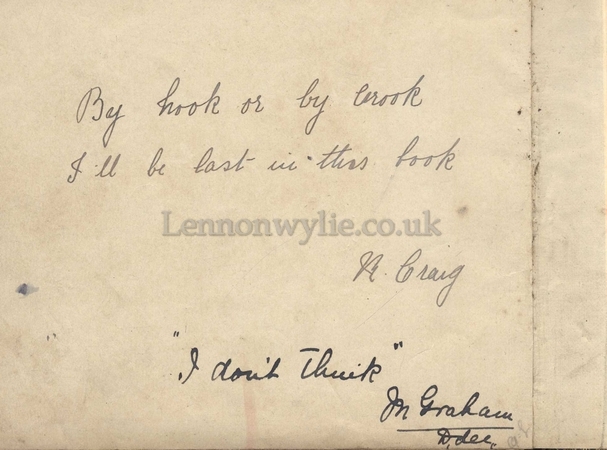 By hook or by Crook
I'll be last in this book
Lennonwylie.co.uk
R. Craig
"I don't think"
M Graham